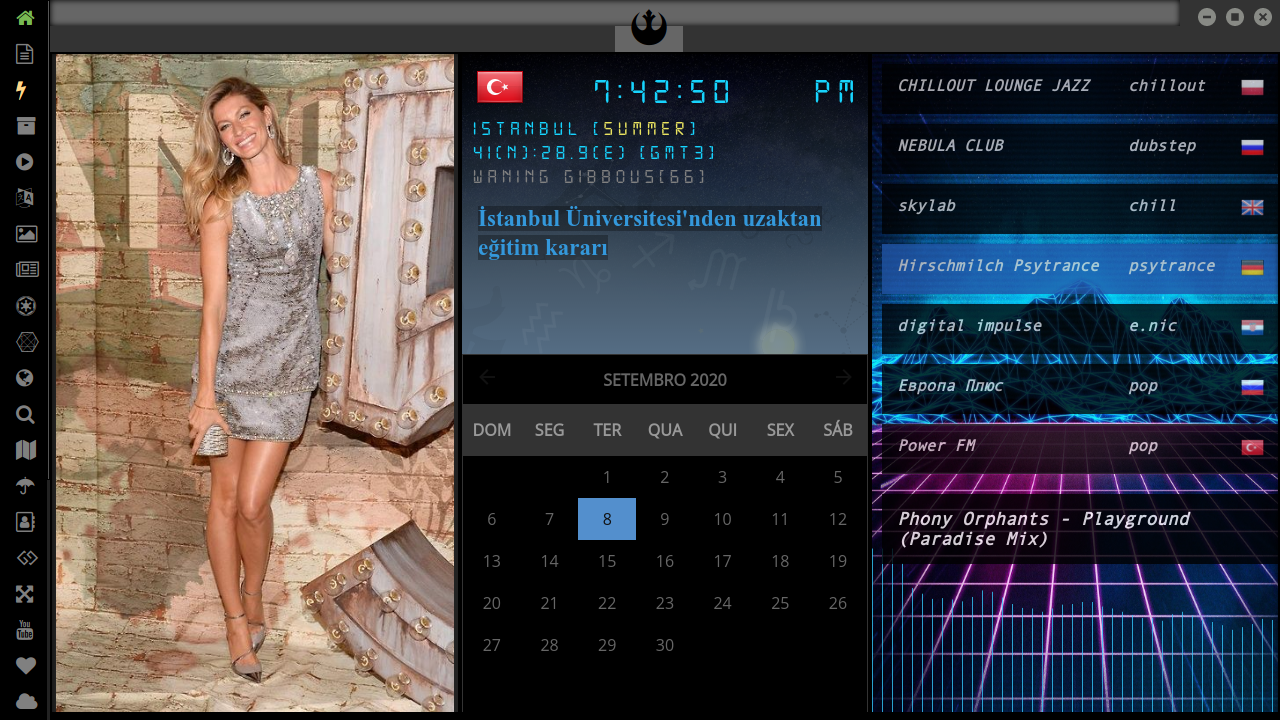 7:42:50 PM
ISTANBUL (SUMMER)
41(N):28.9(E) (GMT3)
WANING GIBBOUS(66)
İstanbul Üniversitesi'nden uzaktan
eğitim kararı
SETEMBRO 2020
DOM SEG TER QUA QUI SEX SÁB
1 2 3 4 5
6 7 8 9 10 11 12
13 14 15 16 17 18 19
20 21 22 23 24 25 26
27 28 29 30
CHILLOUT LOUNGE JAZZ chillout
NEBULA CLUB dubstep
skylab chill
Hirschmilch Psytrance psytrance
digital impulse e.nic
Европа Плюс pop
Power FM pop
Phony Orphants - Playground
(Paradise Mix)
You
Tube